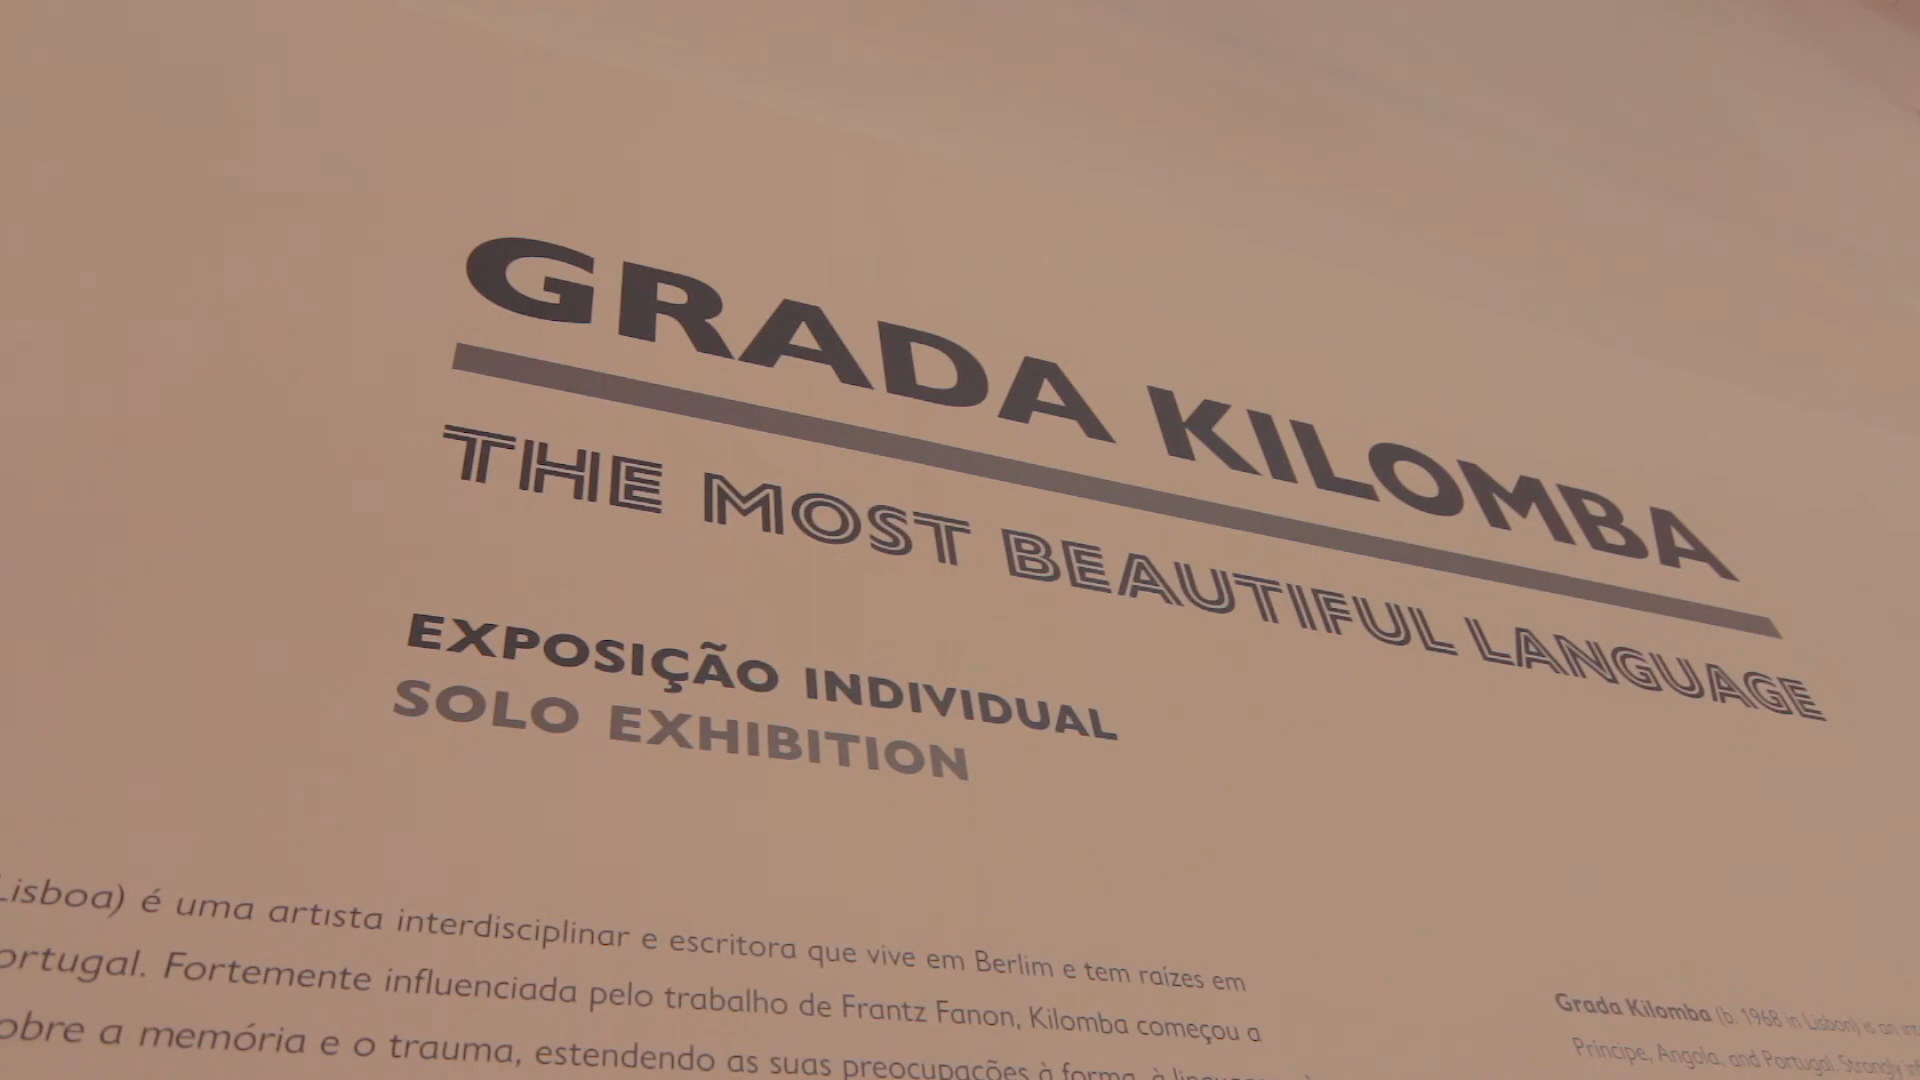 GRADA KILOMBA
THE MOST BEAUTIFUL LANGUAGE
EXPOSIÇÃO INDIVIDUAL
SOLO EXHIBITION
Lisboa) é uma artista interdisciplinar e escritora que vive em Berlim e tem raízes em
ortugal. Fortemente influenciada pelo trabalho de Frantz Fanon, Kilomba começou a
obre a memória e o trauma, estendendo as suas preocupações à forma, à
Grada Kilomba (b. 1968 in Lisbon) is an
Príncipe, Angola, and Portugal. Strongly